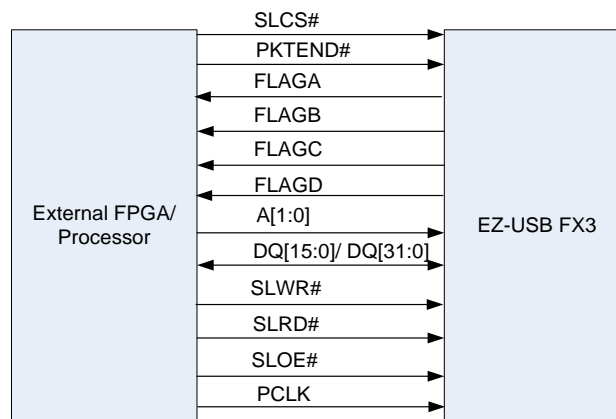 SLCS#
PKTEND#
FLAGA
FLAGB
FLAGC
FLAGD
External FPGA/
Processor
A[1:0]
EZ-USB FX3
DQ[15:0]/ DQ[31:0]
SLWR#
SLRD#
SLOE#
PCLK